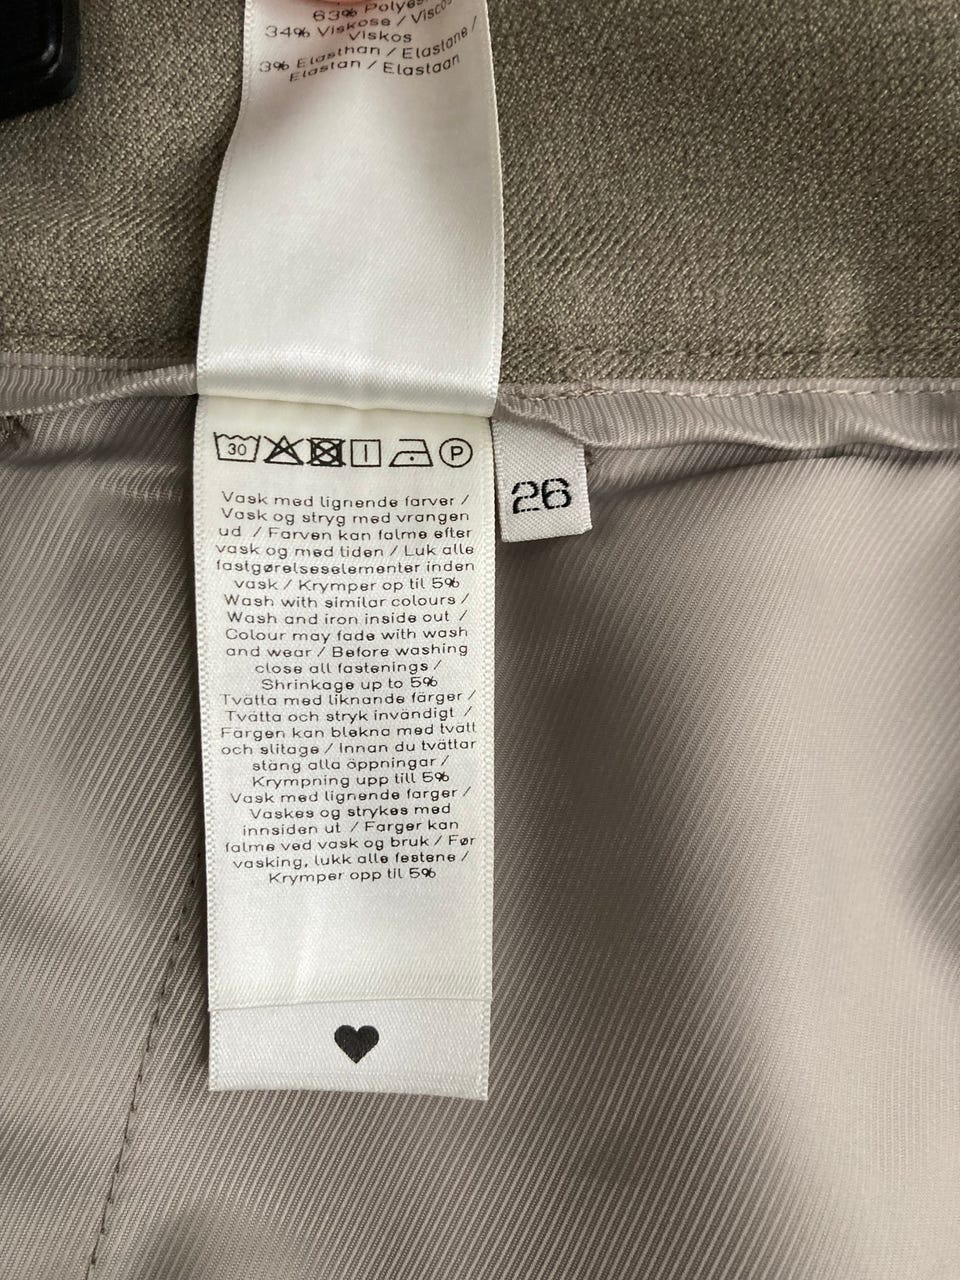 63%
34% Viskose /
Viskos
3% Elasthan / Elastane /
Elastan / Elastaan
30 P
26
Vask med lignende farver /
Vask og stryg med vrangen
ud / Farven kan falme efter
vask og med tiden / Luk alle
fastgørelseselementer inden
vask / Krymper op til 5%
Wash with similar colours /
Wash and iron inside out /
Colour may fade with wash
and wear / Before washing
close all fastenings /
Shrinkage up to 5%
Tvätta med liknande färger /
Tvätta och stryk invändigt /
Färgen kan blekna med tvätt
och slitage / Innan du tvättar
stäng alla öppningar /
Krympning upp till 5%
Vask med lignende farger /
Vaskes og strykes med
innsiden ut / Farger kan
falme ved vask og bruk / Før
vasking, lukk alle festene /
Krymper opp til 5%